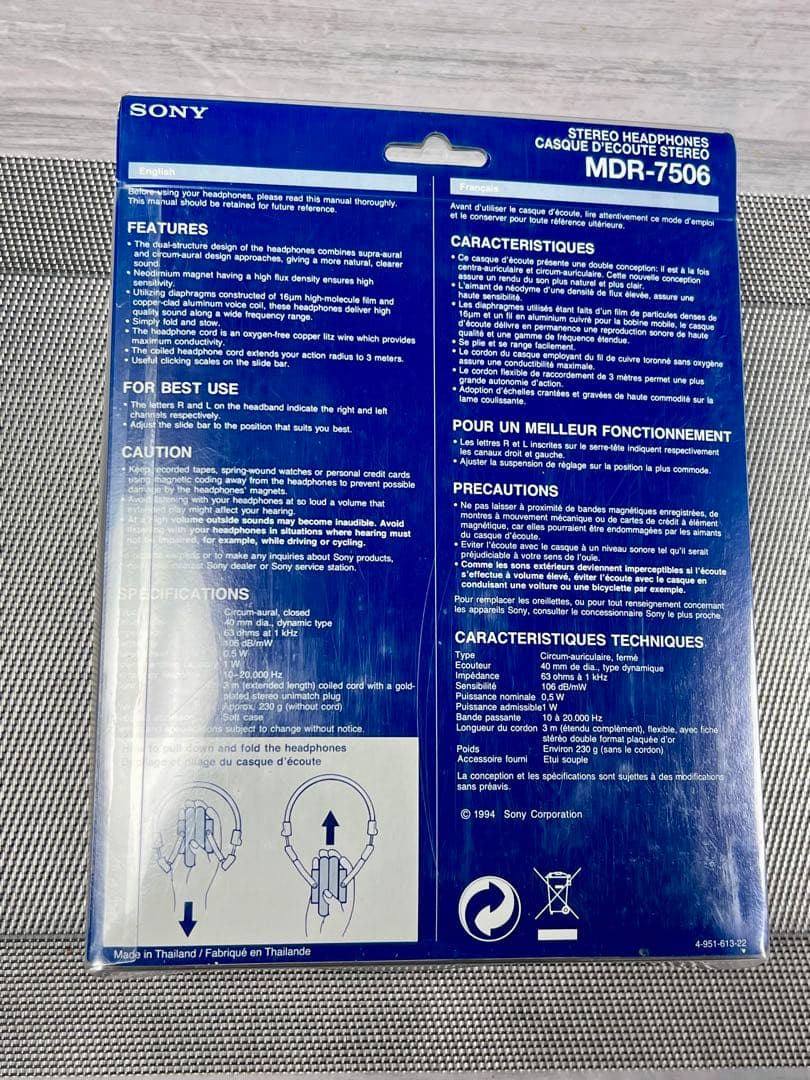 SONY
STEREO HEADPHONES
CASQUE D'ECOUTE STEREO
MDR-7506
English
Before using your headphones, please read this manual thoroughly.
This manual should be retained for future reference.
FEATURES
• The dual-structure design of the headphones combines supra-aural
and circum-aural design approaches, giving a more natural, clearer
sound.
• Neodimium magnet having a high flux density ensures high
sensitivity.
• Utilizing diaphragms constructed of 16µm high-molecule film and
copper-clad aluminum voice coil, these headphones deliver high
quality sound along a wide frequency range.
• Simply fold and stow.
• The headphone cord is an oxygen-free copper litz wire which provides
maximum conductivity.
• The coiled headphone cord extends your action radius to 3 meters.
• Useful clicking scales on the slide bar.
FOR BEST USE
• The letters R and L on the headband indicate the right and left
channels respectively.
• Adjust the slide bar to the position that suits you best.
CAUTION
• Keep recorded tapes, spring-wound watches or personal credit cards
using magnetic coding away from the headphones to prevent possible
damage by the headphones' magnets.
• Avoid listening with your headphones at so loud a volume that
extended play might affect your hearing.
• At a high volume outside sounds may become inaudible. Avoid
listening with your headphones in situations where hearing must
not be impaired, for example, while driving or cycling.
or to make any inquiries about Sony products,
nearest Sony dealer or Sony service station.
SPECIFICATIONS
Circum-aural, closed
40 mm dia., dynamic type
63 ohms at 1 kHz
106 dB/mW
0.5 W
1 W
10–20,000 Hz
3 m (extended length) coiled cord with a gold-
plated stereo unimatch plug
Approx. 230 g (without cord)
Soft case
specifications subject to change without notice.
How to pull down and fold the headphones
Dépliage et pliage du casque d'écoute
Made in Thailand / Fabriqué en Thailande
Français
Avant d'utiliser le casque d'écoute, lire attentivement ce mode d'emploi
et le conserver pour toute référence ultérieure.
CARACTERISTIQUES
• Ce casque d'écoute présente une double conception: il est à la fois
centra-auriculaire et circum-auriculaire. Cette nouvelle conception
assure un rendu du son plus naturel et plus clair.
• L'aimant de néodyme d'une densité de flux élevée, assure une
haute sensibilité.
• Les diaphragmes utilisés étant faits d'un film de particules denses de
16µm et un fil en aluminium cuivré pour la bobine mobile, le casque
d'écoute délivre en permanence une reproduction sonore de haute
qualité et une gamme de fréquence étendue.
• Se plie et se range facilement.
• Le cordon du casque employant du fil de cuivre toronné sans oxygène
assure une conductibilité maximale.
• Le cordon flexible de raccordement de 3 mètres permet une plus
grande autonomie d'action.
• Adoption d'échelles crantées et gravées de haute commodité sur la
lame coulissante.
POUR UN MEILLEUR FONCTIONNEMENT
• Les lettres R et L inscrites sur le serre-tête indiquent respectivement
les canaux droit et gauche.
• Ajuster la suspension de réglage sur la position la plus commode.
PRECAUTIONS
• Ne pas laisser à proximité de bandes magnétiques enregistrées, de
montres à mouvement mécanique ou de cartes de crédit à élément
magnétique, car elles pourraient être endommagées par les aimants
du casque d'écoute.
• Eviter l'écoute avec le casque à un niveau sonore tel qu'il serait
préjudiciable à votre sens de l'ouïe.
• Comme les sons extérieurs deviennent imperceptibles si l'écoute
s'effectue à volume élevé, éviter l'écoute avec le casque en
conduisant une voiture ou une bicyclette par exemple.
Pour remplacer les oreillettes, ou pour tout renseignement concernant
les appareils Sony, consulter le concessionnaire Sony le plus proche.
CARACTERISTIQUES TECHNIQUES
Type Circum-auriculaire, fermé
Ecouteur 40 mm de dia., type dynamique
Impédance 63 ohms à 1 kHz
Sensibilité 106 dB/mW
Puissance nominale 0,5 W
Puissance admissible 1 W
Bande passante 10 à 20.000 Hz
Longueur du cordon 3 m (étendu complément), flexible, avec fiche
stéréo double format plaquée d'or
Poids Environ 230 g (sans le cordon)
Accessoire fourni Etui souple
La conception et les spécifications sont sujettes à des modifications
sans préavis.
© 1994 Sony Corporation
4-951-613-22